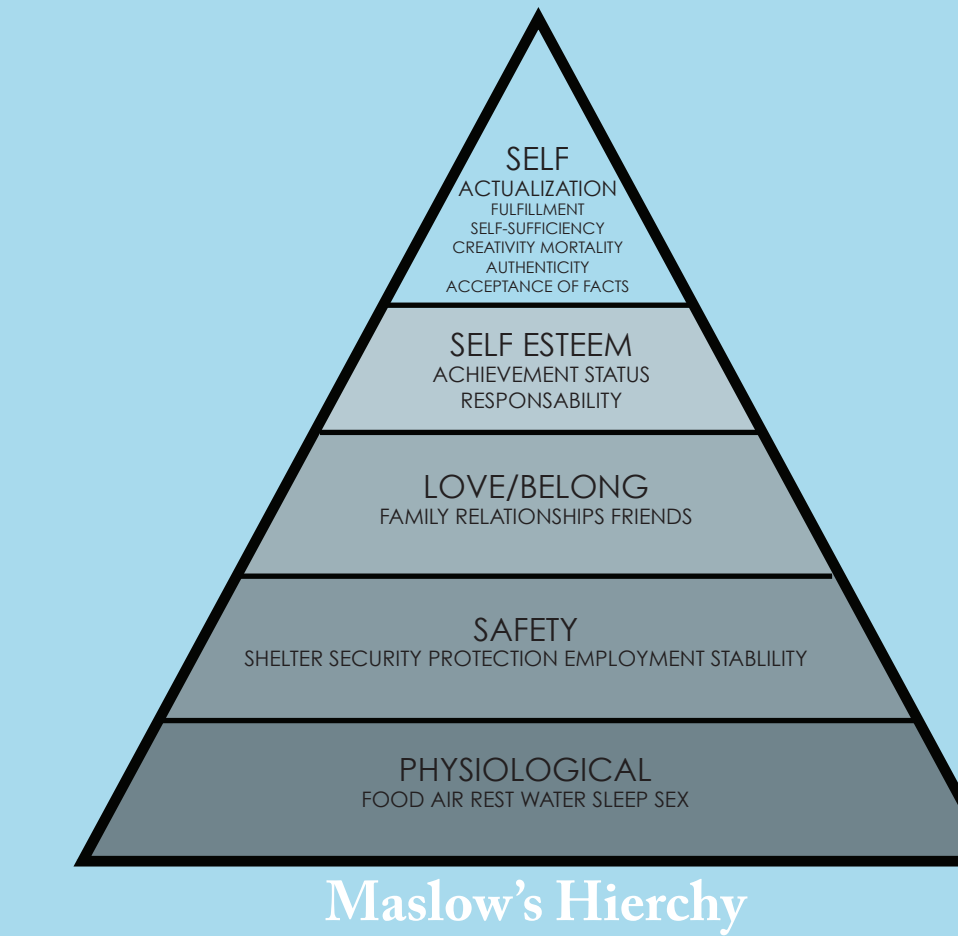 SELF
ACTUALIZATION
FULFILLMENT
SELF-SUFFICIENCY
CREATIVITY MORTALITY
AUTHENTICITY
ACCEPTANCE OF FACTS
SELF ESTEEM
ACHIEVEMENT STATUS
RESPONSABILITY
LOVE/BELONG
FAMILY RELATIONSHIPS FRIENDS
SAFETY
SHELTER SECURITY PROTECTION EMPLOYMENT STABLILITY
PHYSIOLOGICAL
FOOD AIR REST WATER SLEEP SEX
Maslow’s Hierchy